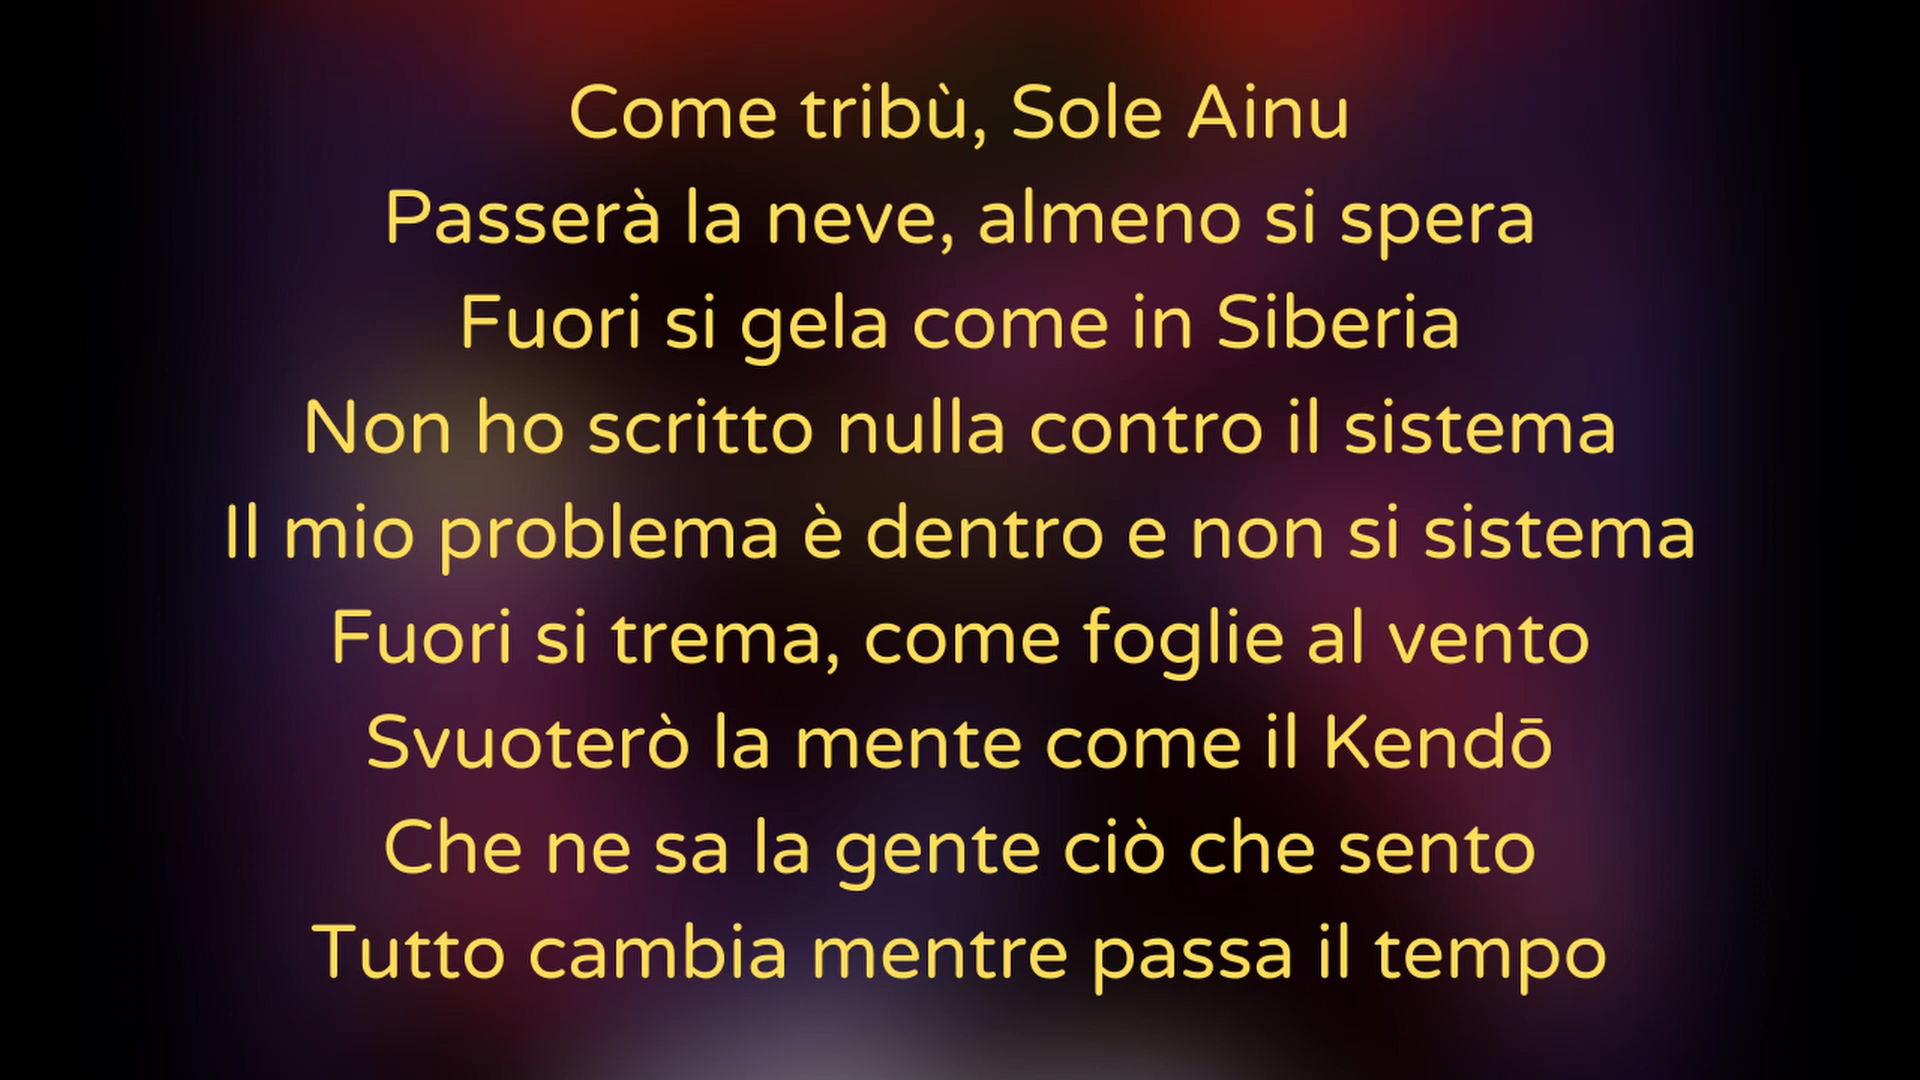 Come tribù, Sole Ainu
Passerà la neve, almeno si spera
Fuori si gela come in Siberia
Non ho scritto nulla contro il sistema
Il mio problema è dentro e non si sistema
Fuori si trema, come foglie al vento
Svuoterò la mente come il Kendō
Che ne sa la gente ciò che sento
Tutto cambia mentre passa il tempo